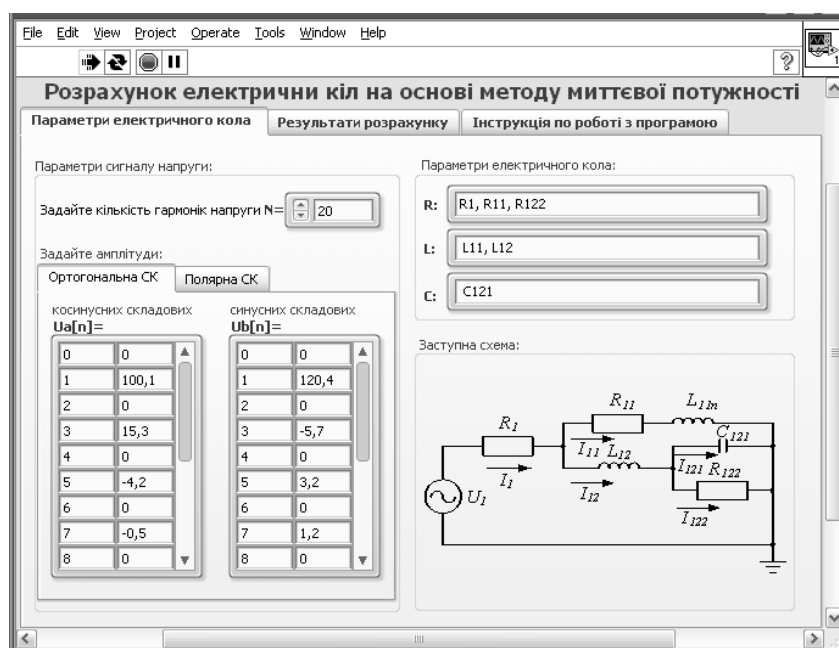 File Edit View Project Operate Tools Window Help
Розрахунок електрични кіл на основі методу миттєвої потужності
Параметри електричного кола Результати розрахунку Інструкція по роботі з програмою
Параметри сигналу напруги:
Задайте кількість гармонік напруги N= 20
Задайте амплітуди:
Ортогональна СК Полярна СК
косинусних складових синусних складових
Ua[n]= Ub[n]=
0 0 0 0
1 100,1 1 120,4
2 0 2 0
3 15,3 3 -5,7
4 0 4 0
5 -4,2 5 3,2
6 0 6 0
7 -0,5 7 1,2
8 0 8 0
Параметри електричного кола:
R: R1, R11, R122
L: L11, L12
C: C121
Заступна схема:
R11 L11n
R1 C121
I11 L12 I121 R122
I1 I12
U1 I122